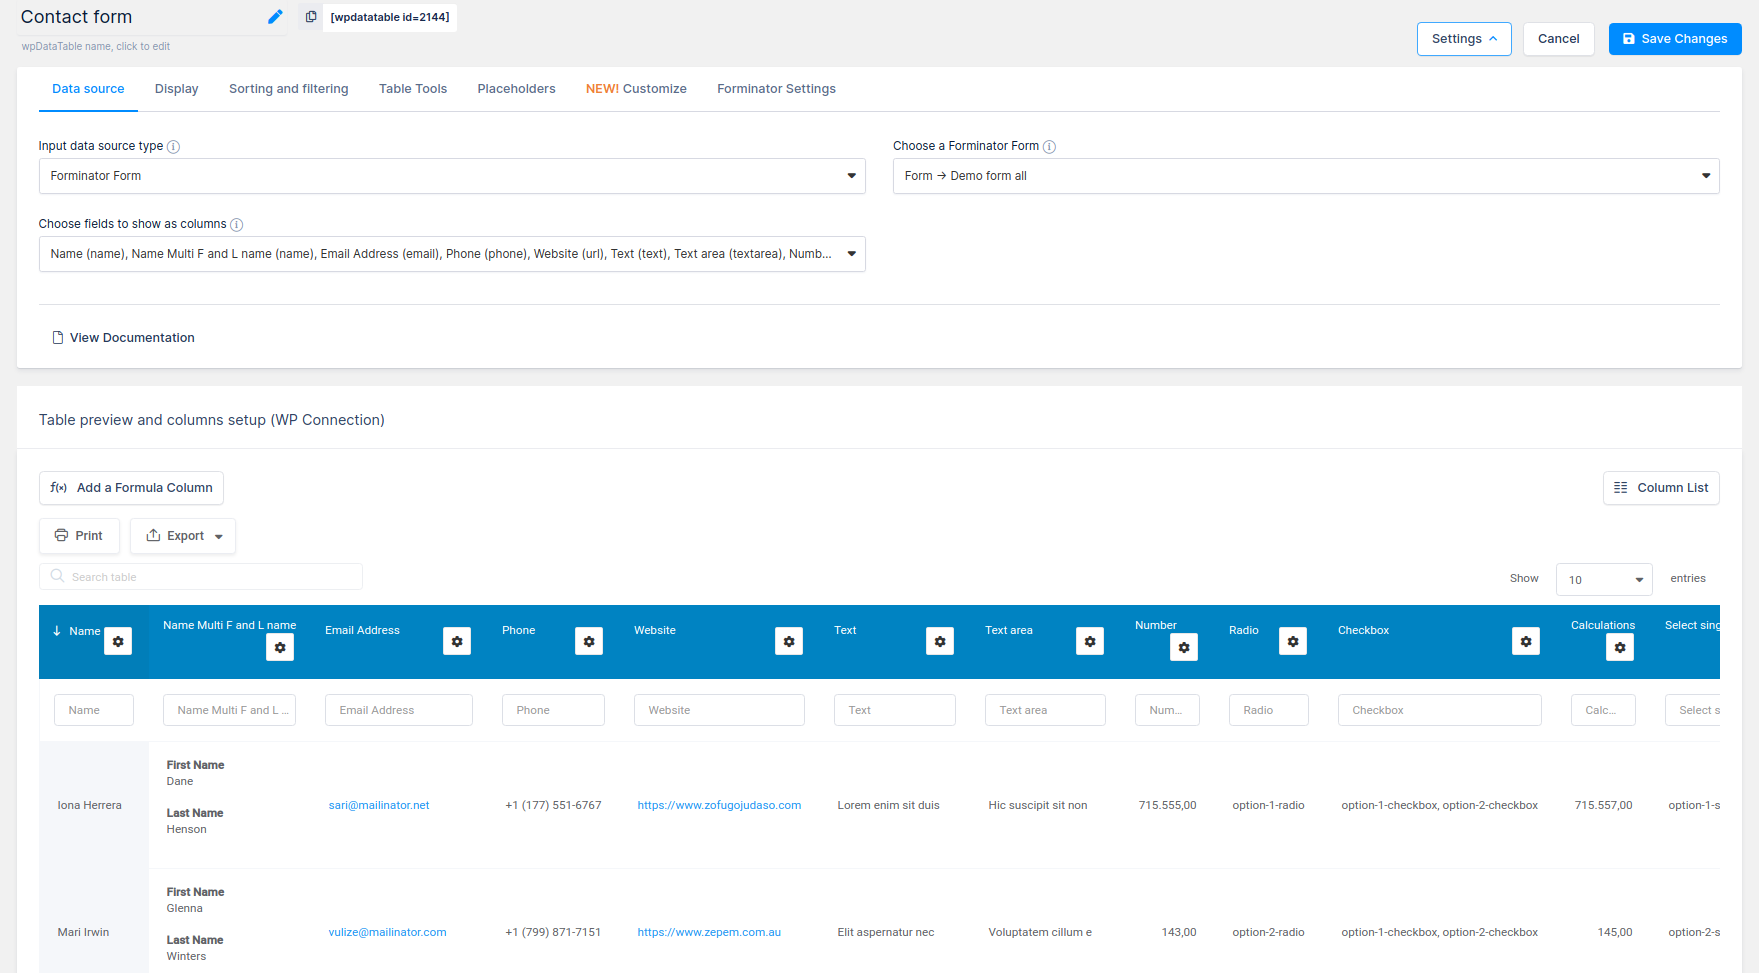 Contact form
[wpdatatable id=2144]
wpDataTable name, click to edit
Settings Cancel Save Changes
Data source Display Sorting and filtering Table Tools Placeholders NEW! Customize Forminator Settings
Input data source type Choose a Forminator Form
Forminator Form Form → Demo form all
Choose fields to show as columns
Name (name), Name Multi F and L name (name), Email Address (email), Phone (phone), Website (url), Text (text), Text area (textarea), Numb...
View Documentation
Table preview and columns setup (WP Connection)
f(x) Add a Formula Column Column List
Print Export
Search table Show 10 entries
Name Name Multi F and L name Email Address Phone Website Text Text area Number Radio Checkbox Calculations Select sing
Name Name Multi F and L ... Email Address Phone Website Text Text area Num... Radio Checkbox Calc... Select s
First Name
Dane
Iona Herrera sari@mailinator.net +1 (177) 551-6767 https://www.zofugojudaso.com Lorem enim sit duis Hic suscipit sit non 715.555,00 option-1-radio option-1-checkbox, option-2-checkbox 715.557,00 option-1-s
Last Name
Henson
First Name
Glenna
Mari Irwin vulize@mailinator.com +1 (799) 871-7151 https://www.zepem.com.au Elit aspernatur nec Voluptatem cillum e 143,00 option-2-radio option-1-checkbox, option-2-checkbox 145,00 option-2-s
Last Name
Winters